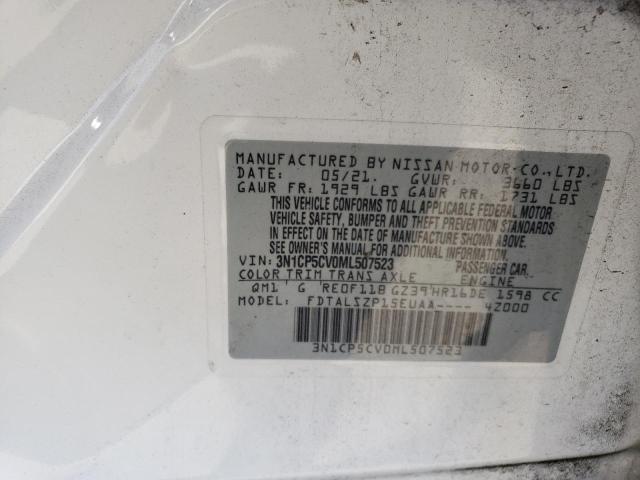 MANUFACTURED BY NISSAN MOTOR CO., LTD.
DATE: 05/21. GVWR: 3660 LBS
GAWR FR: 1929 LBS GAWR RR: 1731 LBS
THIS VEHICLE CONFORMS TO ALL APPLICABLE FEDERAL MOTOR
VEHICLE SAFETY, BUMPER AND THEFT PREVENTION STANDARDS
IN EFFECT ON THE DATE OF MANUFACTURE SHOWN ABOVE.
SEE OWNER'S MANUAL FOR ADDITIONAL INFORMATION.
VIN: 3N1CP5CV0ML507523 PASSENGER CAR.
COLOR TRIM TRANS AXLE ENGINE
QM1 G RE0F11B GZ39 HR16DE 1598 CC
MODEL: FDTALSZP15EUAA---- 4Z000
3N1CP5CV0ML507523